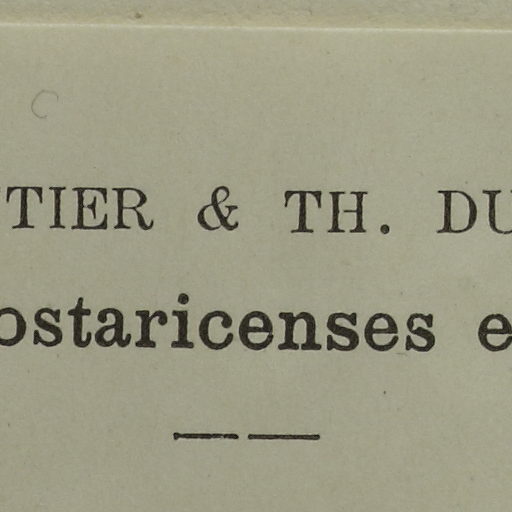 TIER & TH. DU
ostaricenses e